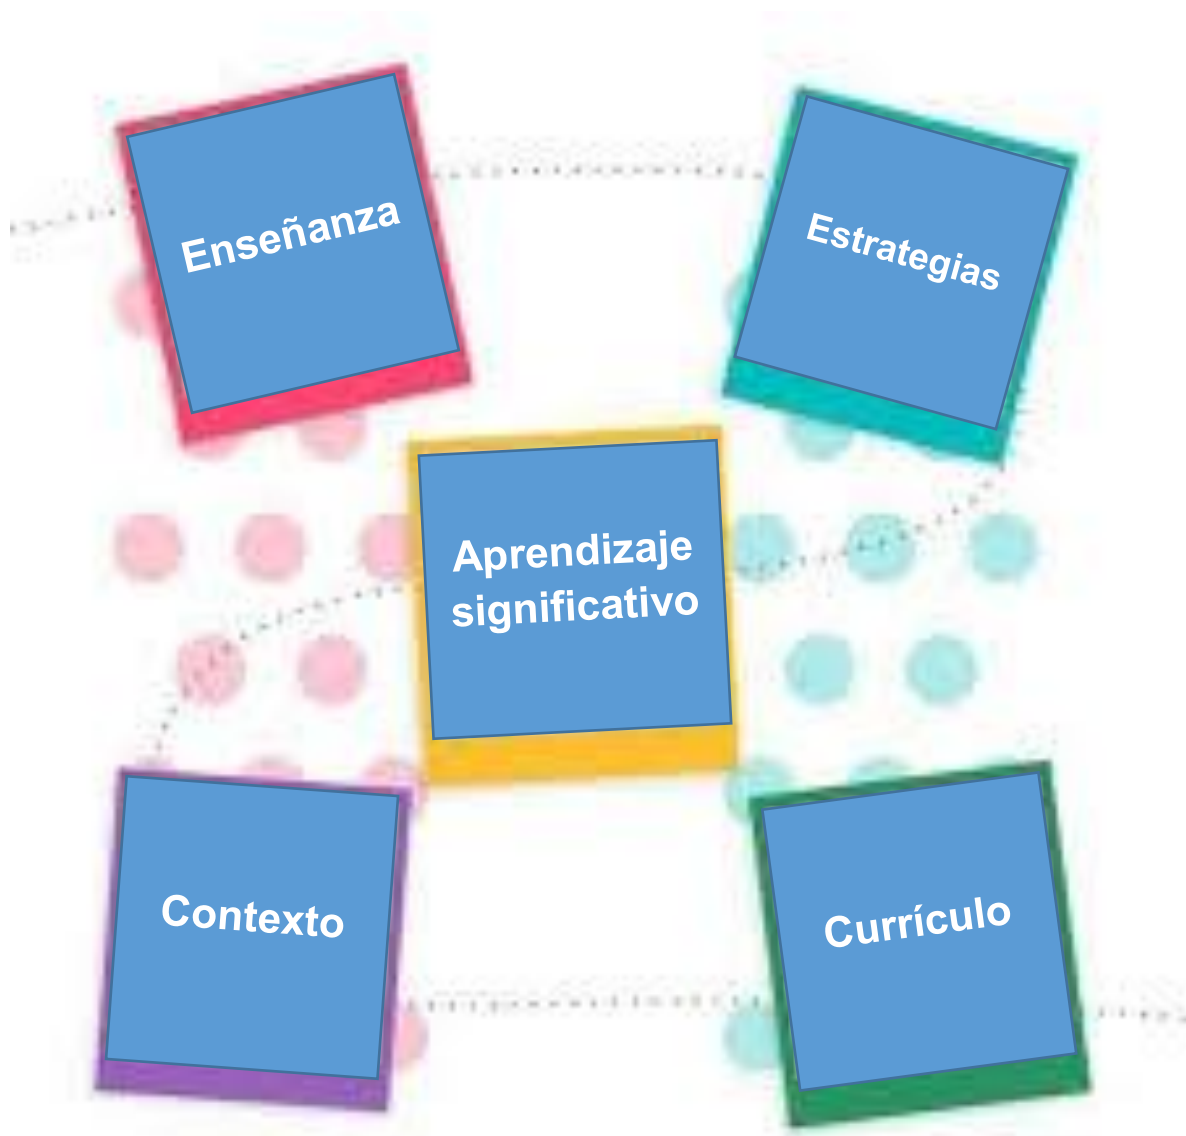 Enseñanza
Estrategias
Aprendizaje
significativo
Contexto
Currículo